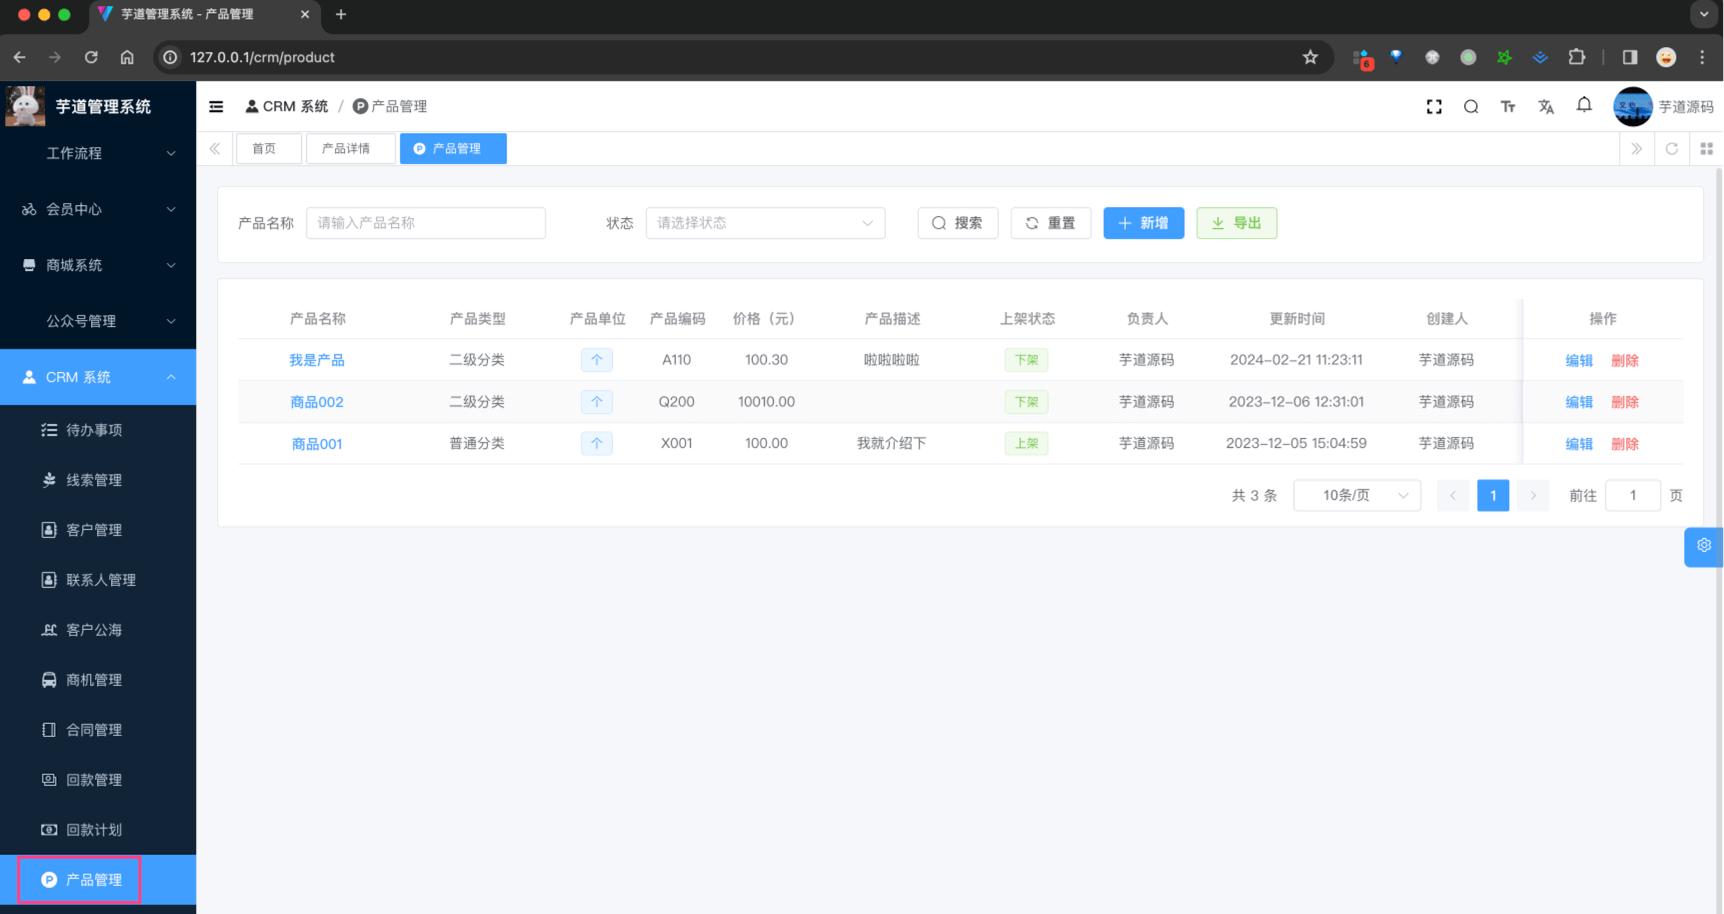 芋道管理系统 - 产品管理
127.0.0.1/crm/product
6
芋道管理系统
CRM 系统 / 产品管理
芋道源码
首页
产品详情
产品管理
工作流程
会员中心
商城系统
公众号管理
CRM 系统
待办事项
线索管理
客户管理
联系人管理
客户公海
商机管理
合同管理
回款管理
回款计划
产品管理
产品名称 请输入产品名称 状态 请选择状态 搜索 重置 新增 导出
产品名称 产品类型 产品单位 产品编码 价格（元） 产品描述 上架状态 负责人 更新时间 创建人 操作
我是产品 二级分类 个 A110 100.30 啦啦啦啦 下架 芋道源码 2024-02-21 11:23:11 芋道源码 编辑 删除
商品002 二级分类 个 Q200 10010.00 下架 芋道源码 2023-12-06 12:31:01 芋道源码 编辑 删除
商品001 普通分类 个 X001 100.00 我就介绍下 上架 芋道源码 2023-12-05 15:04:59 芋道源码 编辑 删除
共 3 条 10条/页 1 前往 1 页